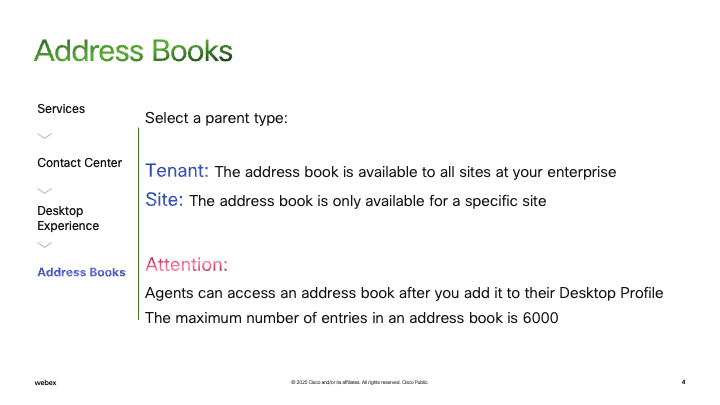 Address Books
Services
Contact Center
Desktop
Experience
Address Books
Select a parent type:
Tenant: The address book is available to all sites at your enterprise
Site: The address book is only available for a specific site
Attention:
Agents can access an address book after you add it to their Desktop Profile
The maximum number of entries in an address book is 6000
webex
© 2025 Cisco and/or its affiliates. All rights reserved. Cisco Public.
4